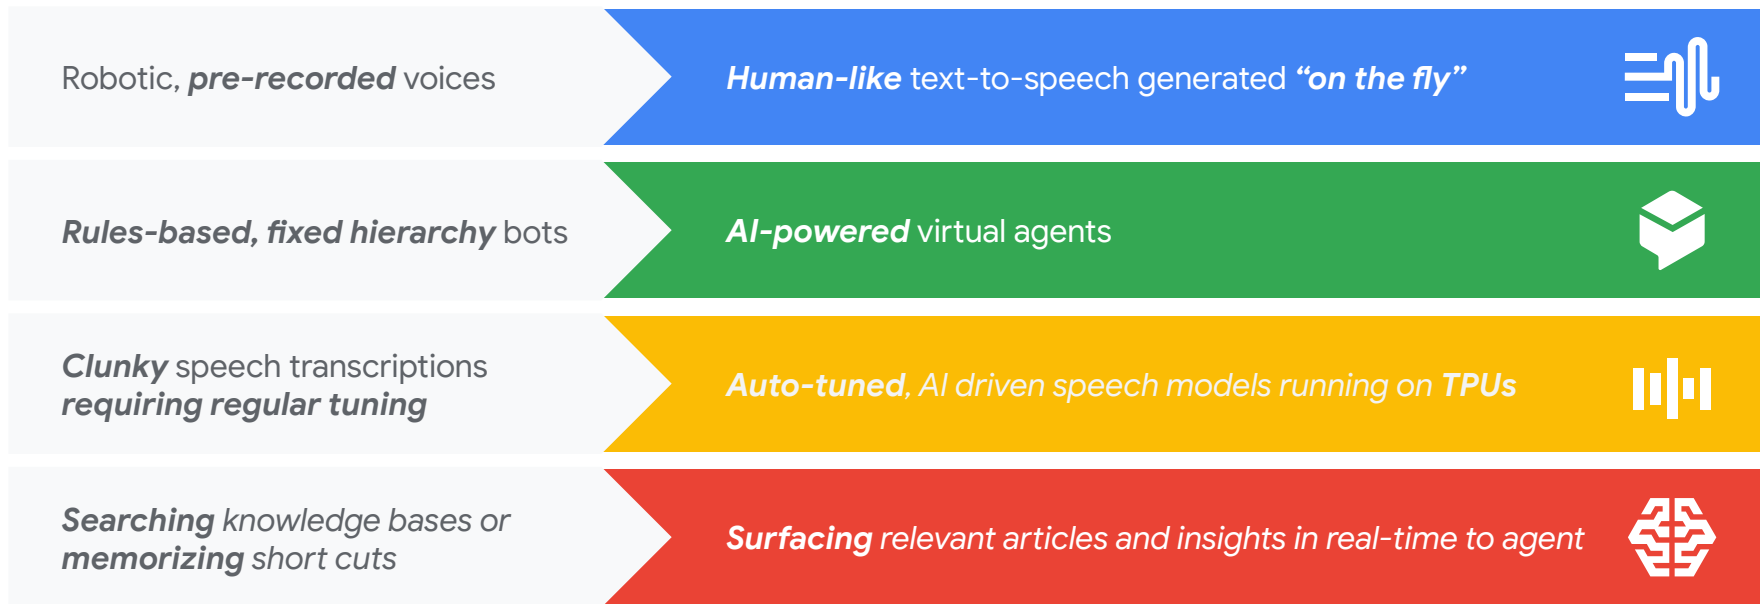 Robotic, pre-recorded voices
Human-like text-to-speech generated “on the fly”
Rules-based, fixed hierarchy bots
AI-powered virtual agents
Clunky speech transcriptions
requiring regular tuning
Auto-tuned, AI driven speech models running on TPUs
Searching knowledge bases or
memorizing short cuts
Surfacing relevant articles and insights in real-time to agent